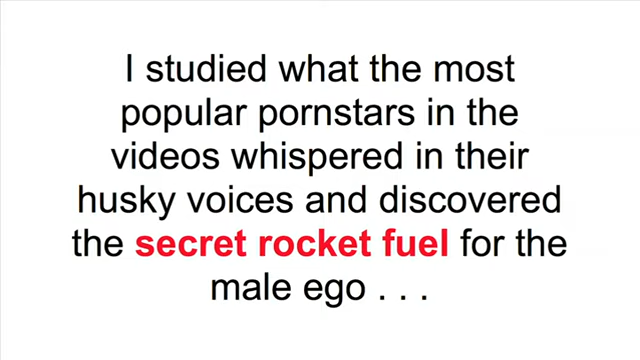 I studied what the most
popular pornstars in the
videos whispered in their
husky voices and discovered
the secret rocket fuel for the
male ego . . .